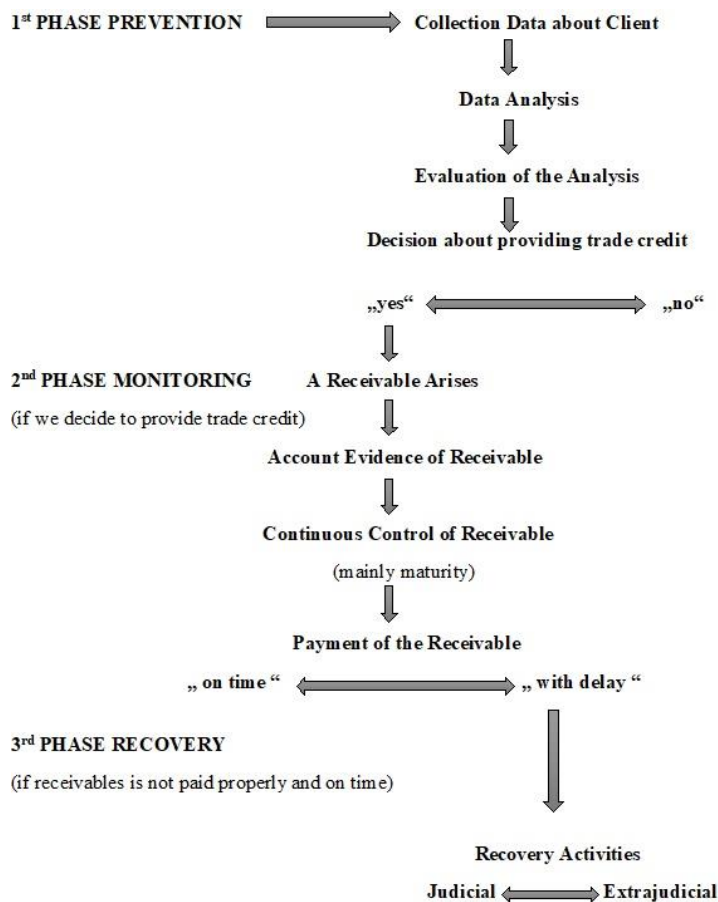 1st PHASE PREVENTION Collection Data about Client
Data Analysis
Evaluation of the Analysis
Decision about providing trade credit
„yes“ „no“
2nd PHASE MONITORING A Receivable Arises
(if we decide to provide trade credit)
Account Evidence of Receivable
Continuous Control of Receivable
(mainly maturity)
Payment of the Receivable
„ on time “ „ with delay “
3rd PHASE RECOVERY
(if receivables is not paid properly and on time)
Recovery Activities
Judicial Extrajudicial